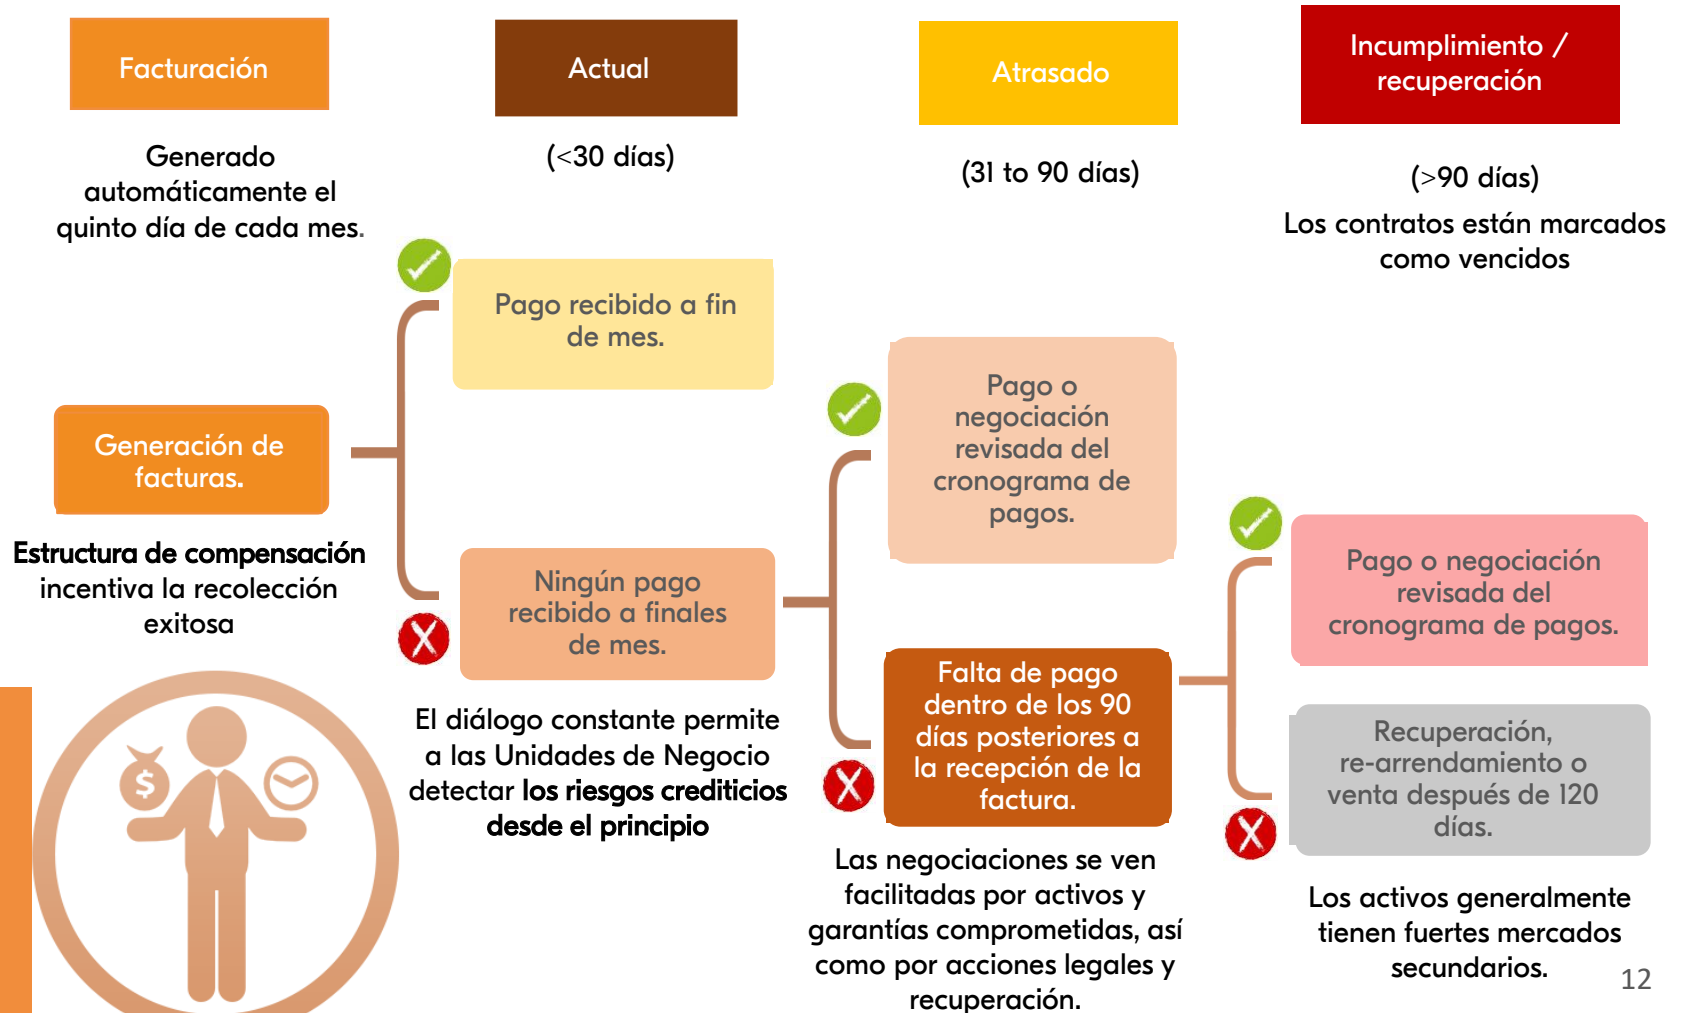 Facturación
Generado
automáticamente el
quinto día de cada mes.
Generación de
facturas.
Estructura de compensación
incentiva la recolección
exitosa
$
Actual
(<30 días)
Pago recibido a fin
de mes.
Ningún pago
recibido a finales
de mes.
El diálogo constante permite
a las Unidades de Negocio
detectar los riesgos crediticios
desde el principio
Atrasado
(31 to 90 días)
Pago o
negociación
revisada del
cronograma de
pagos.
Falta de pago
dentro de los 90
días posteriores a
la recepción de la
factura.
Las negociaciones se ven
facilitadas por activos y
garantías comprometidas, así
como por acciones legales y
recuperación.
Incumplimiento /
recuperación
(>90 días)
Los contratos están marcados
como vencidos
Pago o negociación
revisada del
cronograma de pagos.
Recuperación,
re-arrendamiento o
venta después de 120
días.
Los activos generalmente
tienen fuertes mercados
secundarios.
12